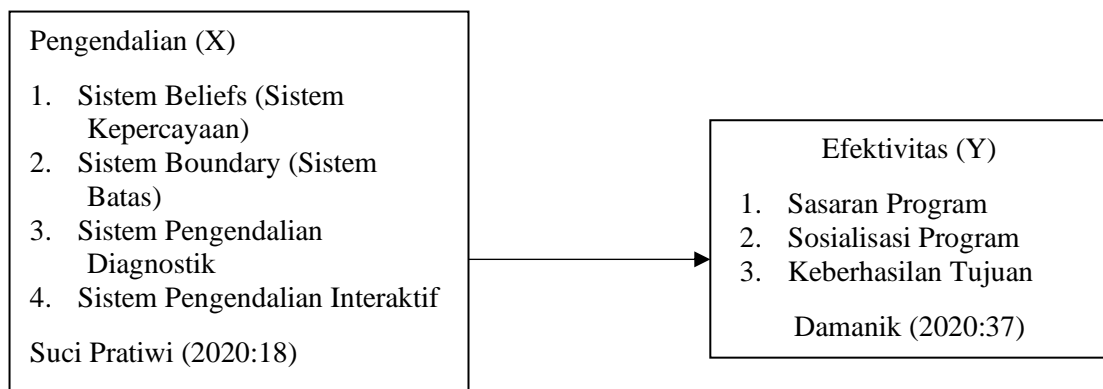 Pengendalian (X)
1. Sistem Beliefs (Sistem
Kepercayaan)
2. Sistem Boundary (Sistem
Batas)
3. Sistem Pengendalian
Diagnostik
4. Sistem Pengendalian Interaktif
Suci Pratiwi (2020:18)
Efektivitas (Y)
1. Sasaran Program
2. Sosialisasi Program
3. Keberhasilan Tujuan
Damanik (2020:37)